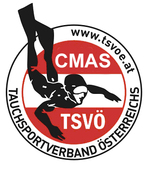 www.tsvoe.at
CMAS
TSVÖ
TAUCHSPORTVERBAND ÖSTERREICHS